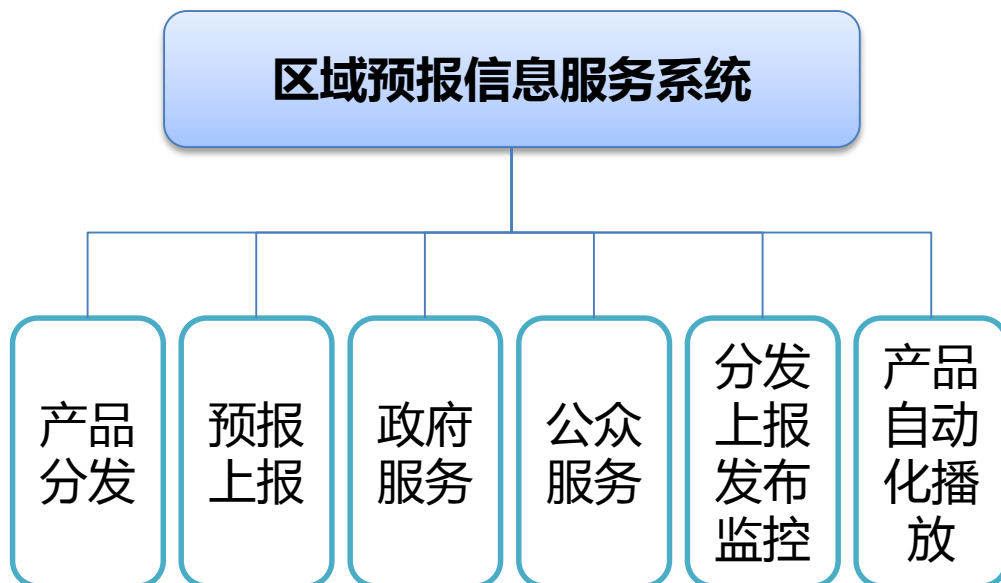 区域预报信息服务系统
产品
分发
预报
上报
政府
服务
公众
服务
分发
上报
发布
监控
产品
自动
化播
放